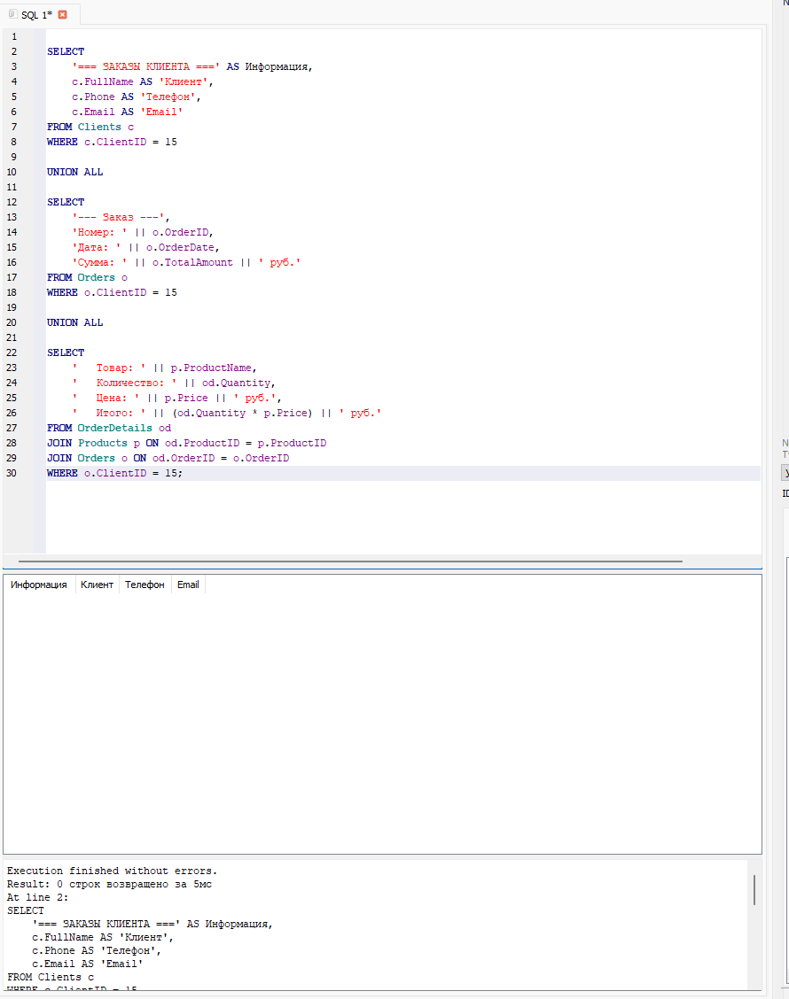 SQL 1*
1
2 SELECT
3 '=== ЗАКАЗЫ КЛИЕНТА ===' AS Информация,
4 c.FullName AS 'Клиент',
5 c.Phone AS 'Телефон',
6 c.Email AS 'Email'
7 FROM Clients c
8 WHERE c.ClientID = 15
9
10 UNION ALL
11
12 SELECT
13 '--- Заказ ---',
14 'Номер: ' || o.OrderID,
15 'Дата: ' || o.OrderDate,
16 'Сумма: ' || o.TotalAmount || ' руб.'
17 FROM Orders o
18 WHERE o.ClientID = 15
19
20 UNION ALL
21
22 SELECT
23 '   Товар: ' || p.ProductName,
24 '   Количество: ' || od.Quantity,
25 '   Цена: ' || p.Price || ' руб.',
26 '   Итого: ' || (od.Quantity * p.Price) || ' руб.'
27 FROM OrderDetails od
28 JOIN Products p ON od.ProductID = p.ProductID
29 JOIN Orders o ON od.OrderID = o.OrderID
30 WHERE o.ClientID = 15;
Информация Клиент Телефон Email
Execution finished without errors.
Result: 0 строк возвращено за 5мс
At line 2:
SELECT
'=== ЗАКАЗЫ КЛИЕНТА ===' AS Информация,
c.FullName AS 'Клиент',
c.Phone AS 'Телефон',
c.Email AS 'Email'
FROM Clients c
WHERE c.ClientID = 15